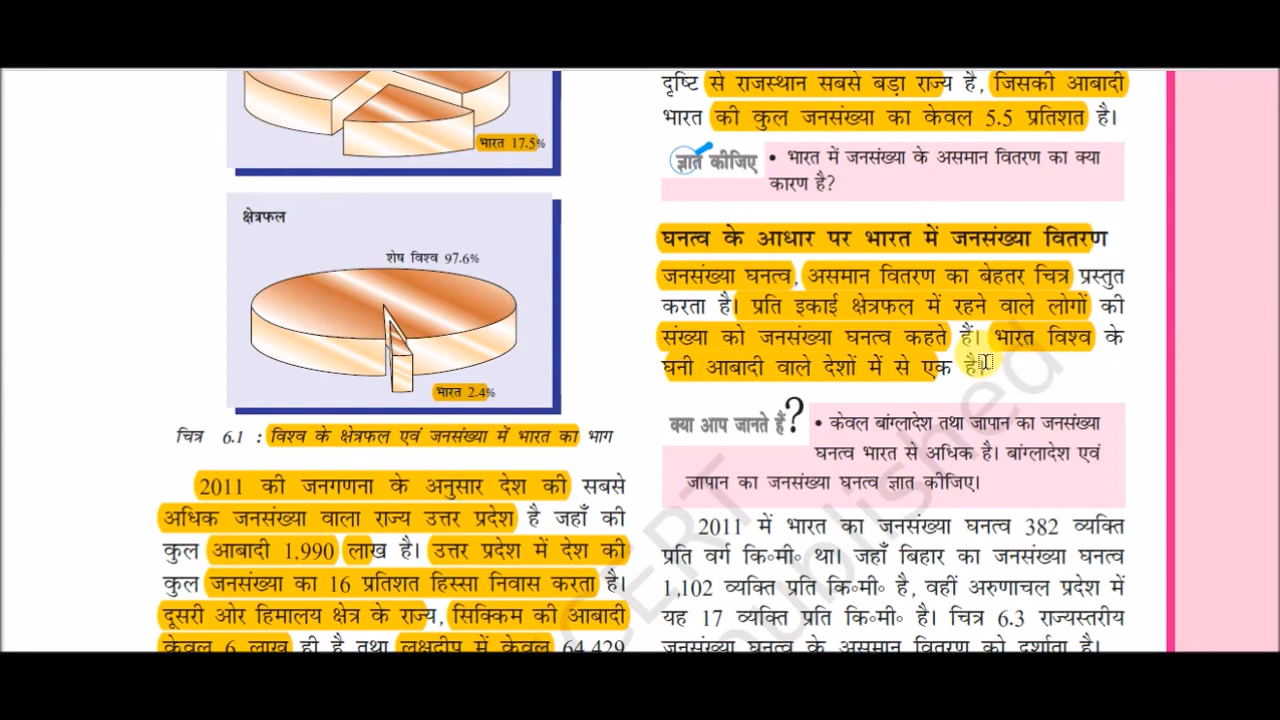 भारत 17.5%
क्षेत्रफल
शेष विश्व 97.6%
भारत 2.4%
चित्र 6.1 : विश्व के क्षेत्रफल एवं जनसंख्या में भारत का भाग
2011 की जनगणना के अनुसार देश की सबसे
अधिक जनसंख्या वाला राज्य उत्तर प्रदेश है जहाँ की
कुल आबादी 1,990 लाख है। उत्तर प्रदेश में देश की
कुल जनसंख्या का 16 प्रतिशत हिस्सा निवास करता है।
दूसरी ओर हिमालय क्षेत्र के राज्य, सिक्किम की आबादी
केवल 6 लाख ही है तथा लक्षद्वीप में केवल 64,429
दृष्टि से राजस्थान सबसे बड़ा राज्य है, जिसकी आबादी
भारत की कुल जनसंख्या का केवल 5.5 प्रतिशत है।
ज्ञात कीजिए • भारत में जनसंख्या के असमान वितरण का क्या
कारण है?
घनत्व के आधार पर भारत में जनसंख्या वितरण
जनसंख्या घनत्व, असमान वितरण का बेहतर चित्र प्रस्तुत
करता है। प्रति इकाई क्षेत्रफल में रहने वाले लोगों की
संख्या को जनसंख्या घनत्व कहते हैं। भारत विश्व के
घनी आबादी वाले देशों में से एक है।
क्या आप जानते हैं? • केवल बांग्लादेश तथा जापान का जनसंख्या
घनत्व भारत से अधिक है। बांग्लादेश एवं
जापान का जनसंख्या घनत्व ज्ञात कीजिए।
2011 में भारत का जनसंख्या घनत्व 382 व्यक्ति
प्रति वर्ग कि॰मी॰ था। जहाँ बिहार का जनसंख्या घनत्व
1,102 व्यक्ति प्रति कि॰मी॰ है, वहीं अरुणाचल प्रदेश में
यह 17 व्यक्ति प्रति कि॰मी॰ है। चित्र 6.3 राज्यस्तरीय
जनसंख्या घनत्व के असमान वितरण को दर्शाता है।